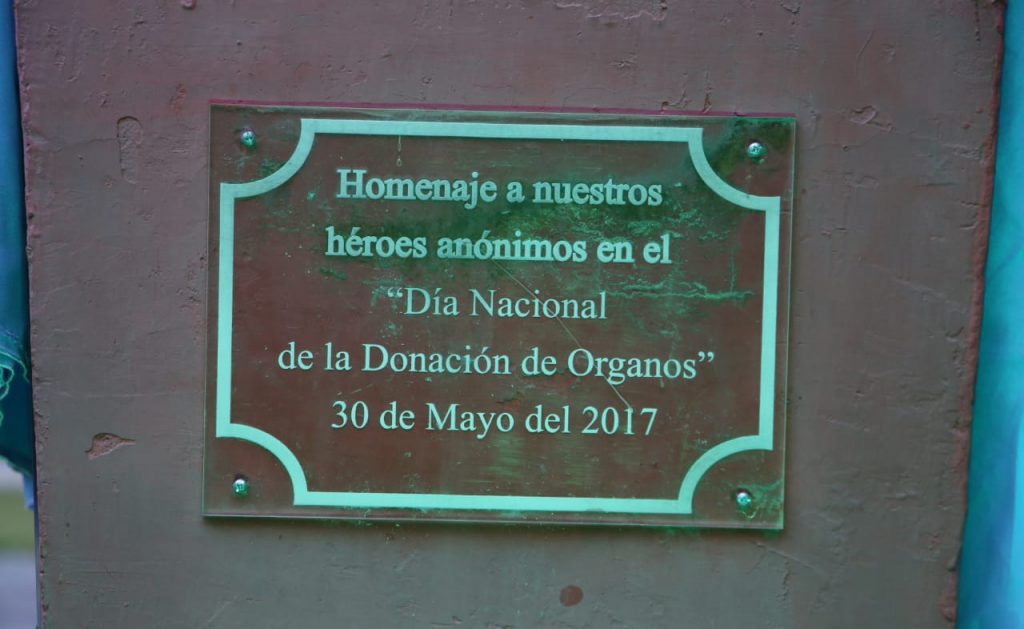 Homenaje a nuestros
héroes anónimos en el
“Día Nacional
de la Donación de Organos”
30 de Mayo del 2017